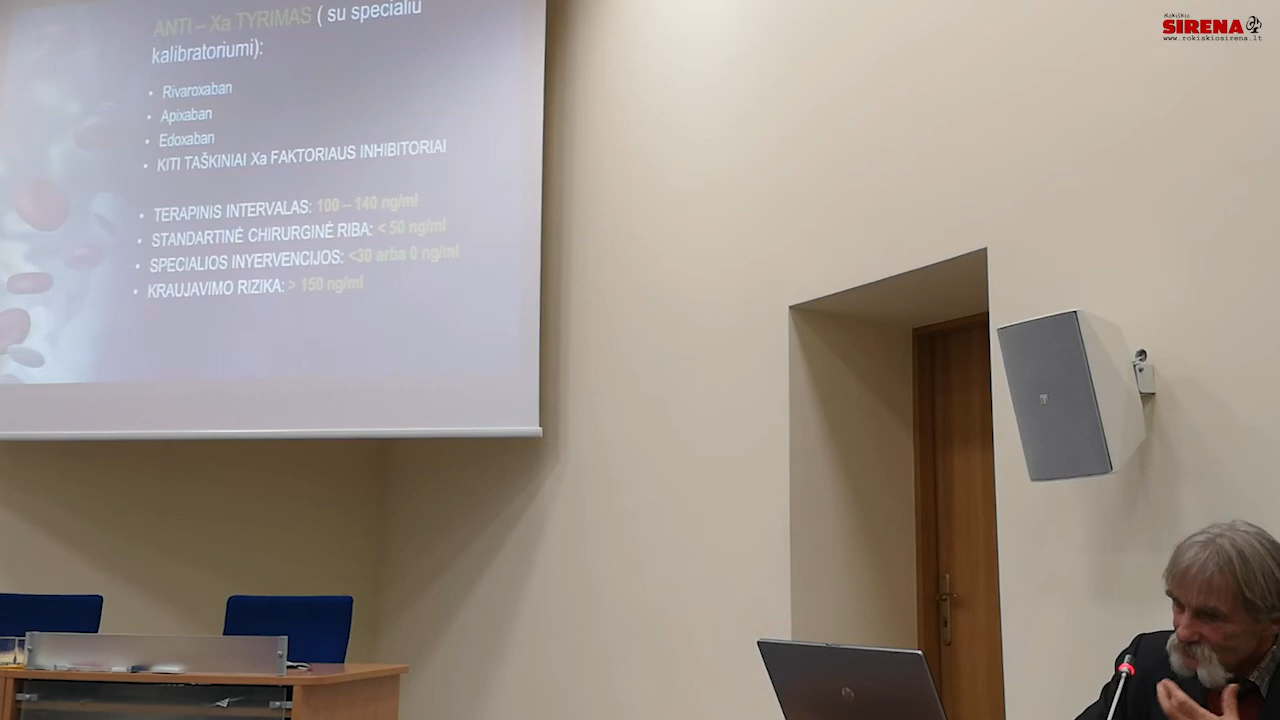 ANTI – Xa TYRIMAS ( su specialiu
kalibratoriumi):
• Rivaroxaban
• Apixaban
• Edoxaban
• KITI TAŠKINIAI Xa FAKTORIAUS INHIBITORIAI
• TERAPINIS INTERVALAS: 100 – 140 ng/ml
• STANDARTINĖ CHIRURGINĖ RIBA: < 50 ng/ml
• SPECIALIOS INYERVENCIJOS: <30 arba 0 ng/ml
• KRAUJAVIMO RIZIKA: > 150 ng/ml
ROKIŠKIO
SIRENA
www.rokiskiosirena.lt
hp